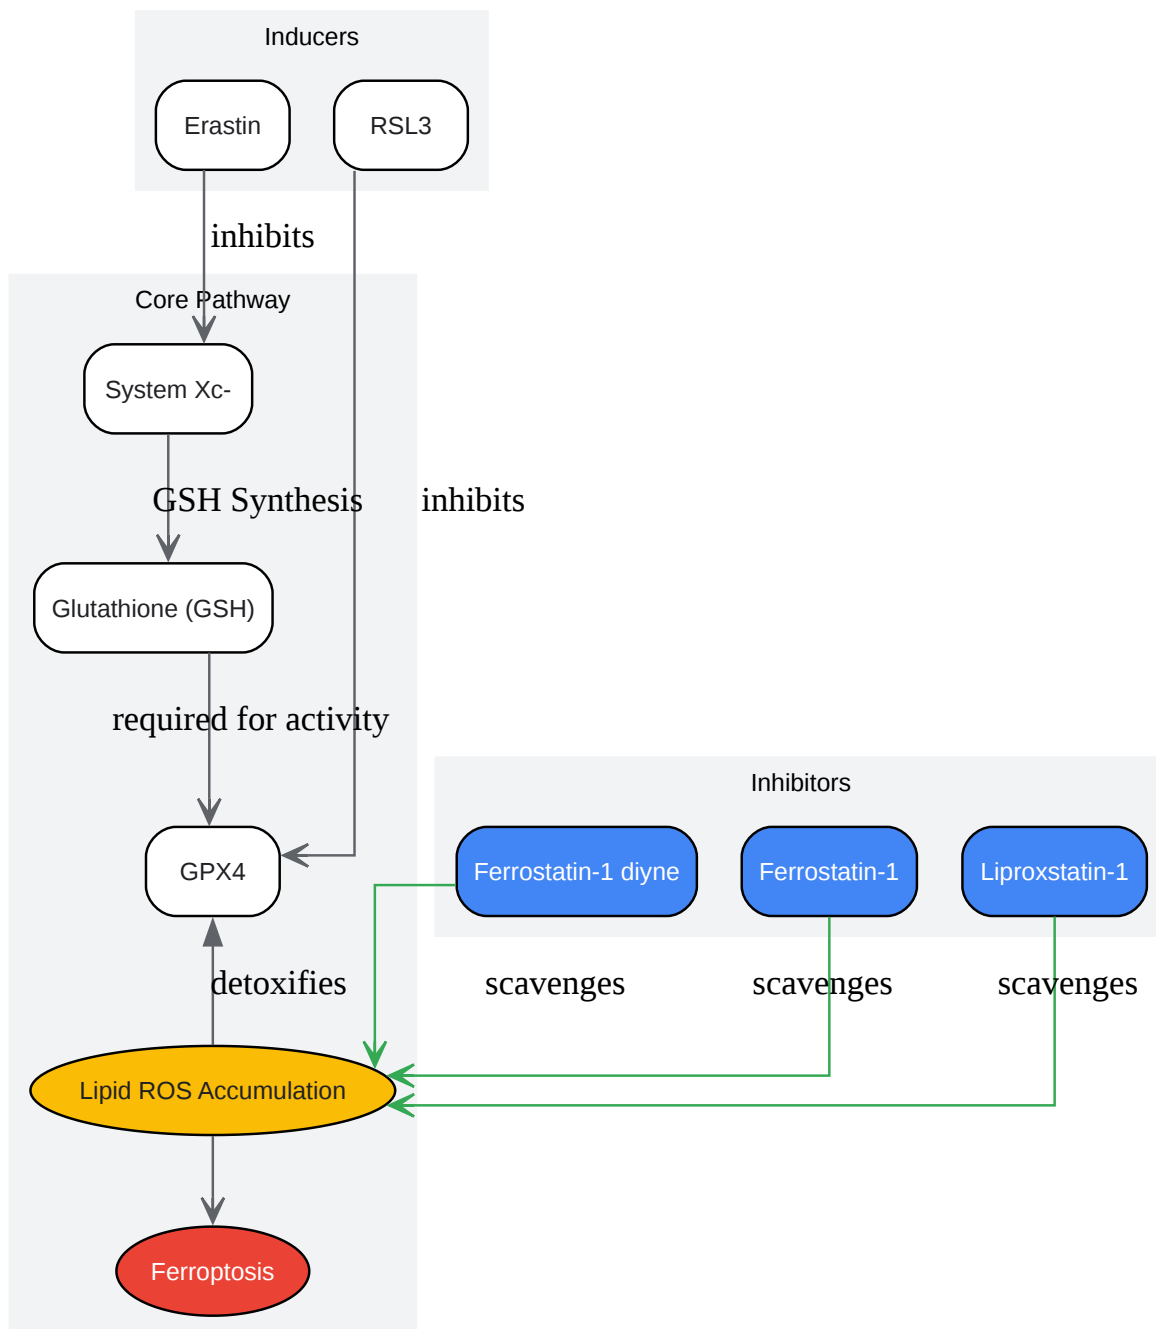 Inducers
Erastin
RSL3
inhibits
Core Pathway
System Xc-
GSH Synthesis
inhibits
Glutathione (GSH)
required for activity
Inhibitors
GPX4
Ferrostatin-1 diyne
Ferrostatin-1
Liproxstatin-1
detoxifies
scavenges
scavenges
scavenges
Lipid ROS Accumulation
Ferroptosis